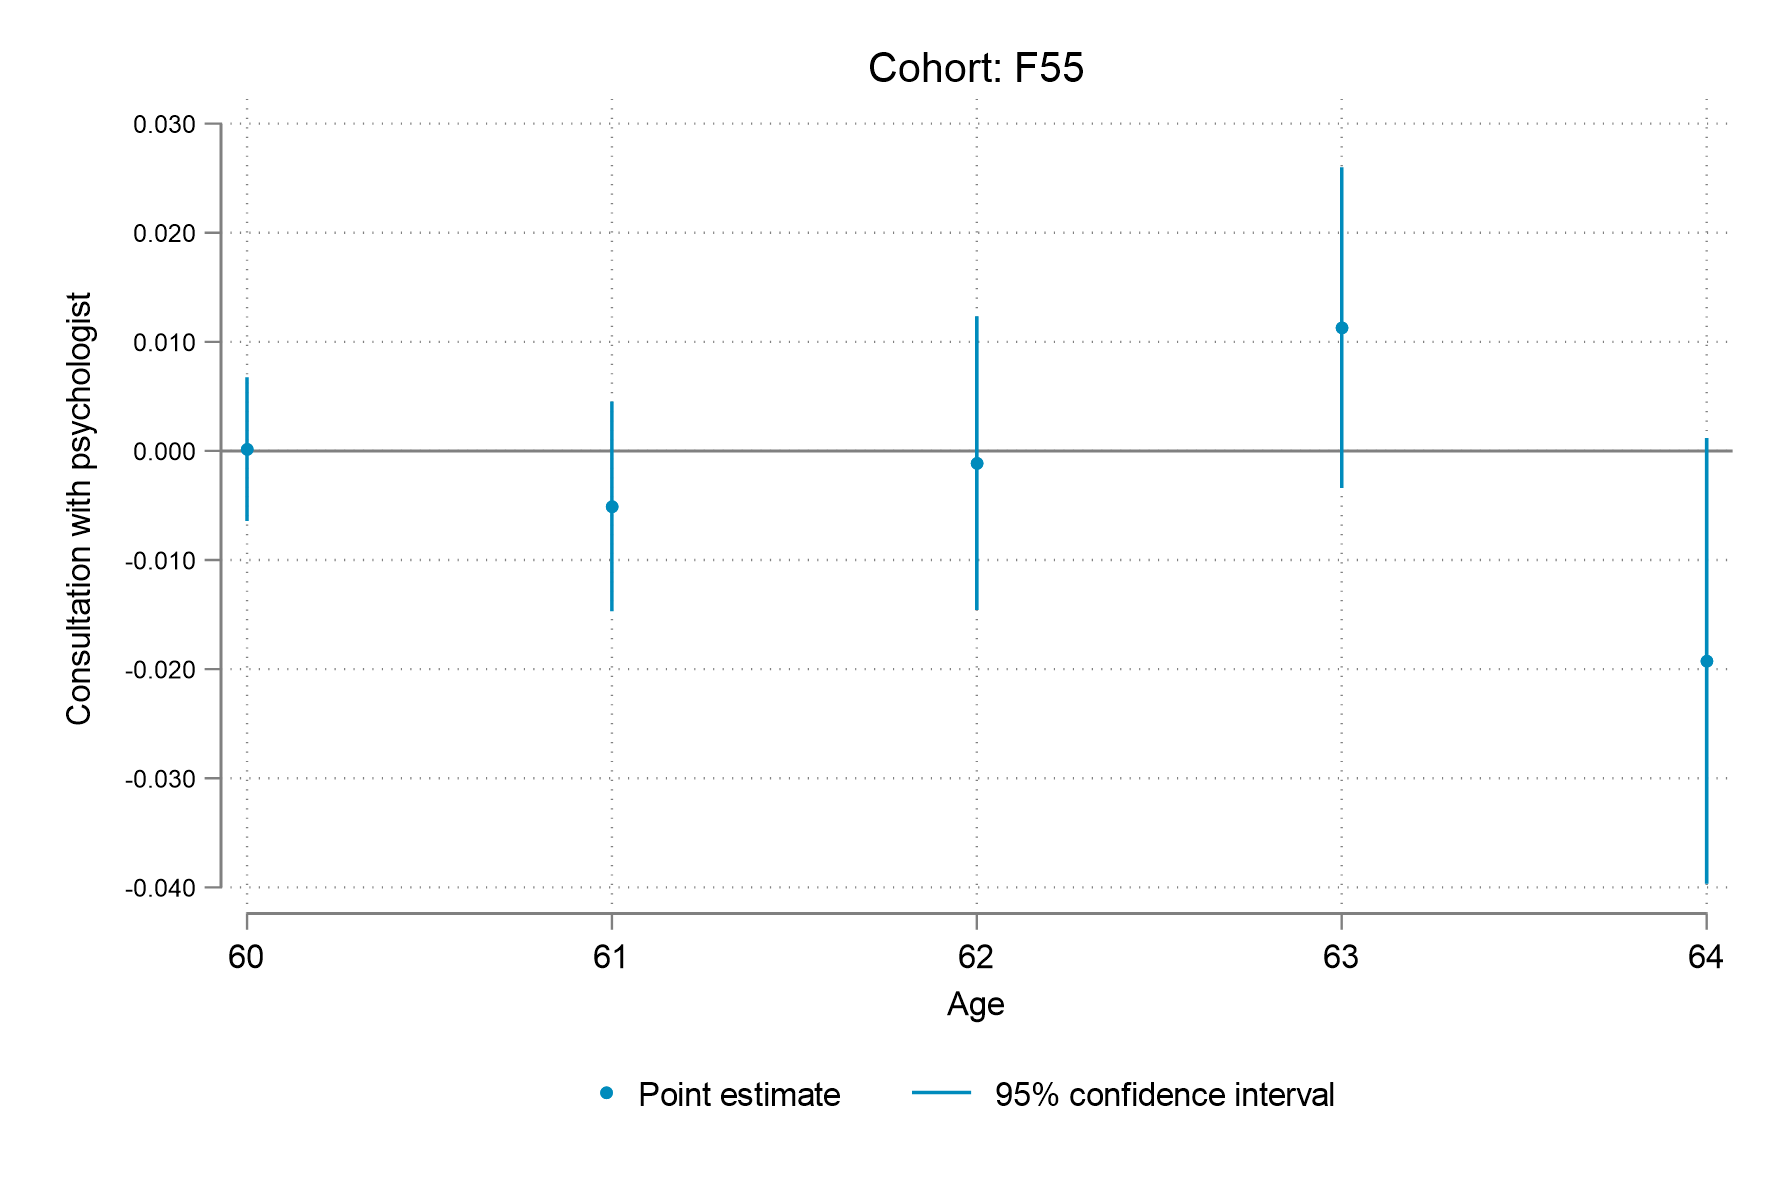 Cohort: F55
0.030
0.020
0.010
0.000
-0.010
-0.020
-0.030
-0.040
Consultation with psychologist
60 61 62 63 64
Age
Point estimate 95% confidence interval